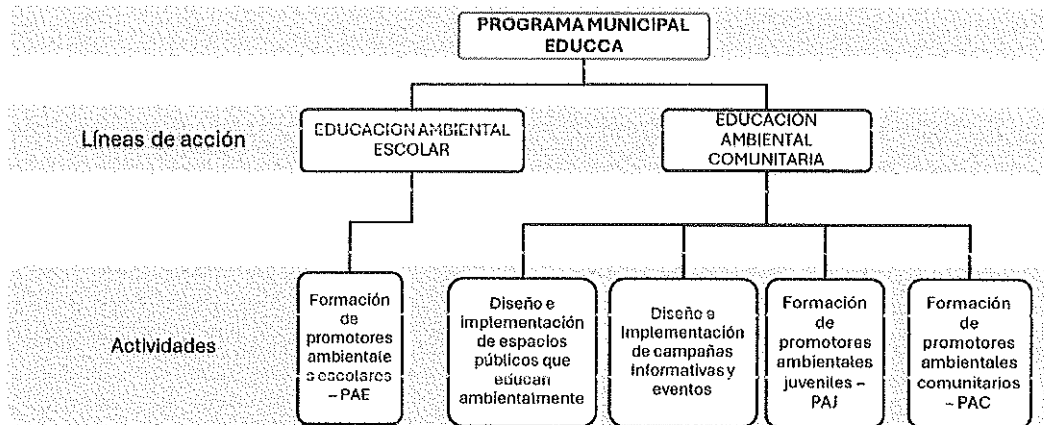 PROGRAMA MUNICIPAL
EDUCCA
Líneas de acción
EDUCACION AMBIENTAL
ESCOLAR
EDUCACIÓN
AMBIENTAL
COMUNITARIA
Actividades
Formación
de
promotores
ambientale
s escolares
– PAE
Diseño e
implementación
de espacios
públicos que
educan
ambientalmente
Diseño e
Implementación
de campañas
informativas y
eventos
Formación
de
promotores
ambientales
juveniles –
PAJ
Formación
de
promotores
ambientales
comunitarios
– PAC